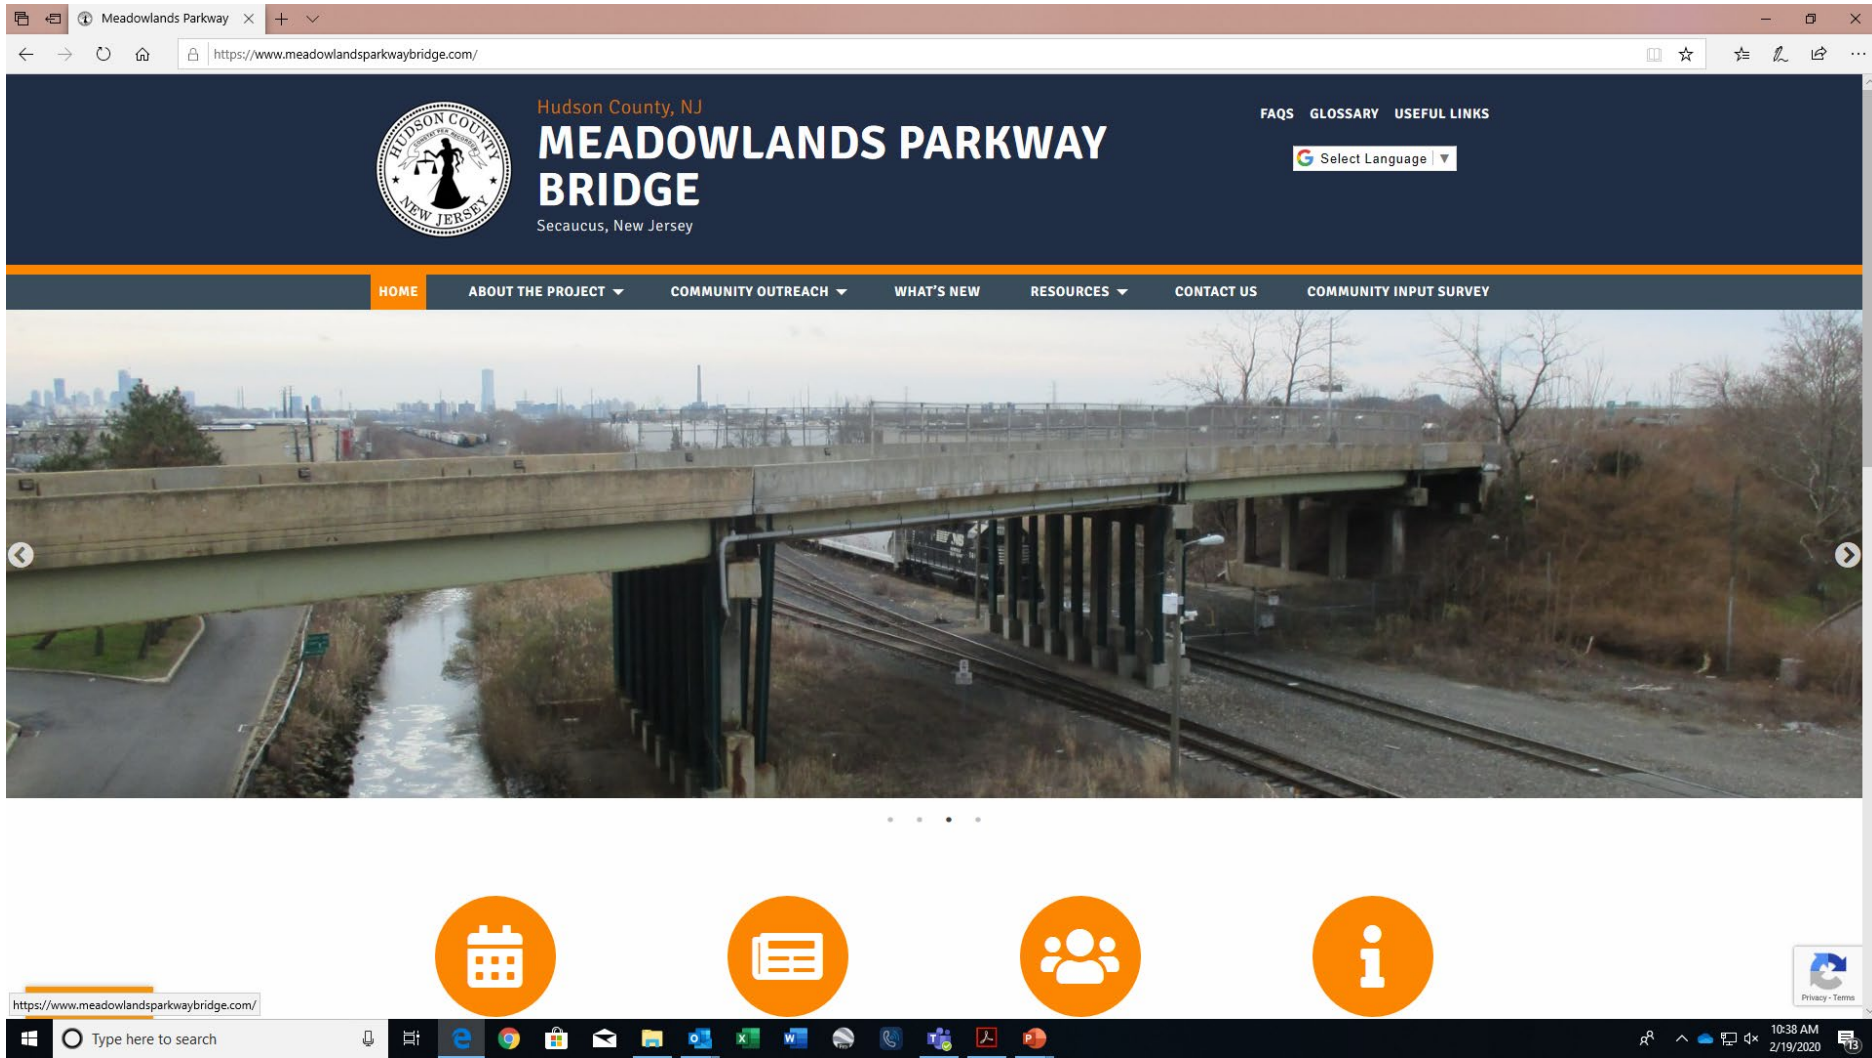 Meadowlands Parkway
https://www.meadowlandsparkwaybridge.com/
HUDSON COUNTY
NEW JERSEY
Hudson County, NJ
MEADOWLANDS PARKWAY
BRIDGE
Secaucus, New Jersey
FAQS GLOSSARY USEFUL LINKS
Select Language ▼
HOME ABOUT THE PROJECT COMMUNITY OUTREACH WHAT'S NEW RESOURCES CONTACT US COMMUNITY INPUT SURVEY
NS
Privacy - Terms
https://www.meadowlandsparkwaybridge.com/
Type here to search
10:38 AM
2/19/2020
13